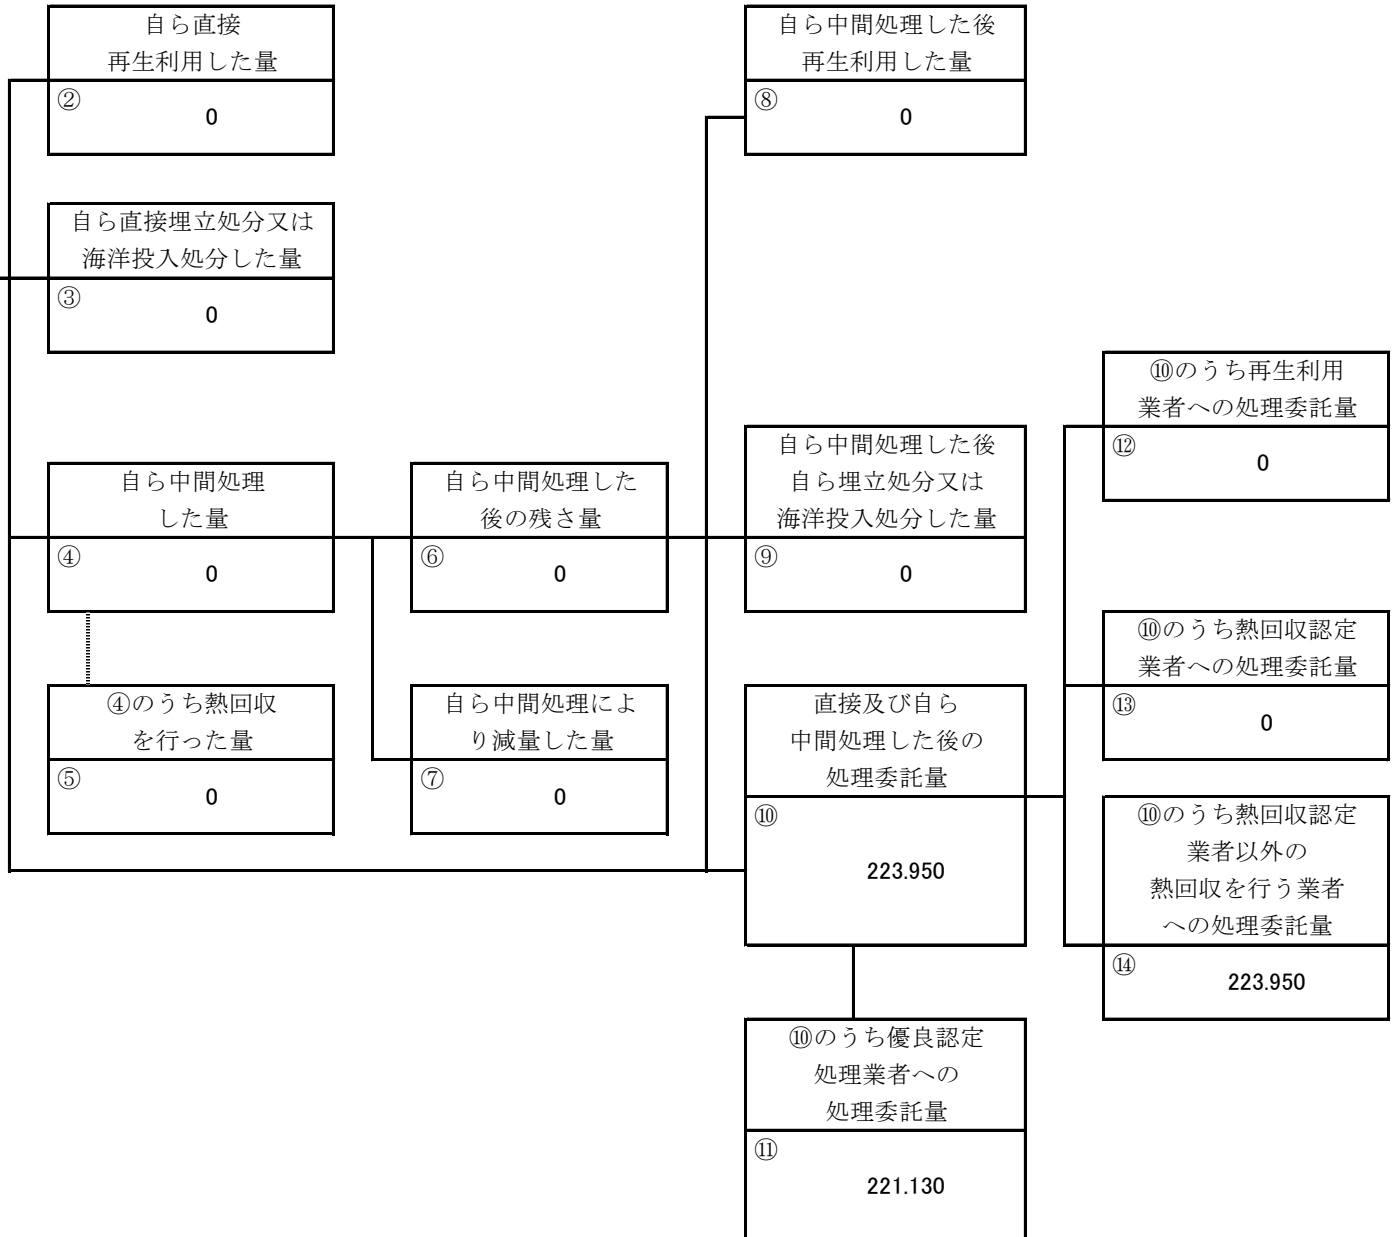 自ら直接
再生利用した量
②
0
自ら中間処理した後
再生利用した量
⑧
0
自ら直接埋立処分又は
海洋投入処分した量
③
0
⑩のうち再生利用
業者への処理委託量
⑫
0
自ら中間処理
した量
④
0
自ら中間処理した
後の残さ量
⑥
0
自ら中間処理した後
自ら埋立処分又は
海洋投入処分した量
⑨
0
⑩のうち熱回収認定
業者への処理委託量
⑬
0
④のうち熱回収
を行った量
⑤
0
自ら中間処理によ
り減量した量
⑦
0
直接及び自ら
中間処理した後の
処理委託量
⑩
223.950
⑩のうち熱回収認定
業者以外の
熱回収を行う業者
への処理委託量
⑭
223.950
⑩のうち優良認定
処理業者への
処理委託量
⑪
221.130